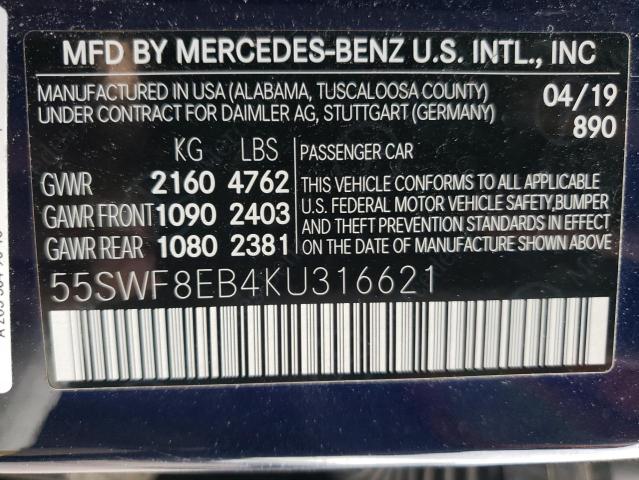 MFD BY MERCEDES-BENZ U.S. INTL., INC
MANUFACTURED IN USA (ALABAMA, TUSCALOOSA COUNTY)
UNDER CONTRACT FOR DAIMLER AG, STUTTGART (GERMANY)
04/19
890
KG LBS
GVWR 2160 4762
GAWR FRONT 1090 2403
GAWR REAR 1080 2381
PASSENGER CAR
THIS VEHICLE CONFORMS TO ALL APPLICABLE
U.S. FEDERAL MOTOR VEHICLE SAFETY,BUMPER
AND THEFT PREVENTION STANDARDS IN EFFECT
ON THE DATE OF MANUFACTURE SHOWN ABOVE
55SWF8EB4KU316621